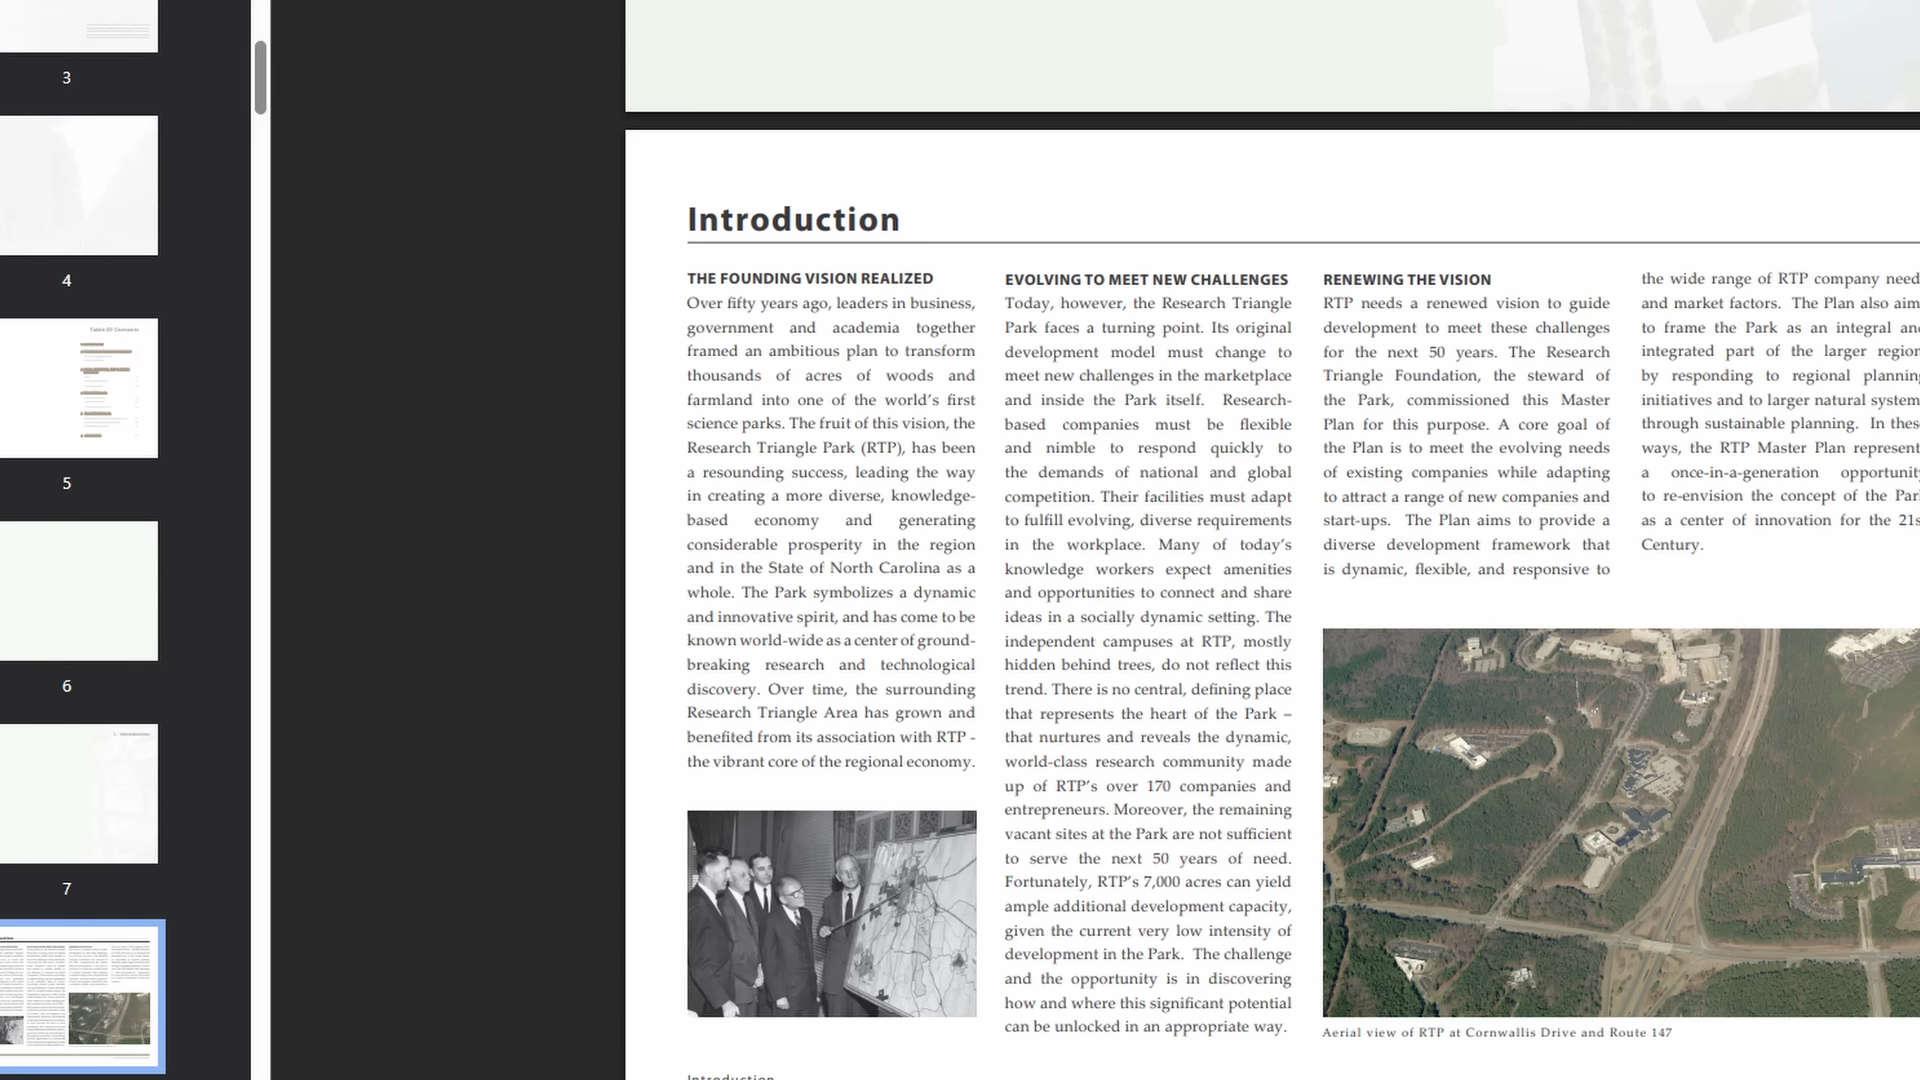 3
4
Table Of Contents
5
6
1. Introduction
7
Introduction
THE FOUNDING VISION REALIZED
Over fifty years ago, leaders in business,
government and academia together
framed an ambitious plan to transform
thousands of acres of woods and
farmland into one of the world's first
science parks. The fruit of this vision, the
Research Triangle Park (RTP), has been
a resounding success, leading the way
in creating a more diverse, knowledge-
based economy and generating
considerable prosperity in the region
and in the State of North Carolina as a
whole. The Park symbolizes a dynamic
and innovative spirit, and has come to be
known world-wide as a center of ground-
breaking research and technological
discovery. Over time, the surrounding
Research Triangle Area has grown and
benefited from its association with RTP -
the vibrant core of the regional economy.
EVOLVING TO MEET NEW CHALLENGES
Today, however, the Research Triangle
Park faces a turning point. Its original
development model must change to
meet new challenges in the marketplace
and inside the Park itself. Research-
based companies must be flexible
and nimble to respond quickly to
the demands of national and global
competition. Their facilities must adapt
to fulfill evolving, diverse requirements
in the workplace. Many of today's
knowledge workers expect amenities
and opportunities to connect and share
ideas in a socially dynamic setting. The
independent campuses at RTP, mostly
hidden behind trees, do not reflect this
trend. There is no central, defining place
that represents the heart of the Park –
that nurtures and reveals the dynamic,
world-class research community made
up of RTP's over 170 companies and
entrepreneurs. Moreover, the remaining
vacant sites at the Park are not sufficient
to serve the next 50 years of need.
Fortunately, RTP's 7,000 acres can yield
ample additional development capacity,
given the current very low intensity of
development in the Park. The challenge
and the opportunity is in discovering
how and where this significant potential
can be unlocked in an appropriate way.
RENEWING THE VISION
RTP needs a renewed vision to guide
development to meet these challenges
for the next 50 years. The Research
Triangle Foundation, the steward of
the Park, commissioned this Master
Plan for this purpose. A core goal of
the Plan is to meet the evolving needs
of existing companies while adapting
to attract a range of new companies and
start-ups. The Plan aims to provide a
diverse development framework that
is dynamic, flexible, and responsive to
the wide range of RTP company need
and market factors. The Plan also aim
to frame the Park as an integral and
integrated part of the larger region
by responding to regional planning
initiatives and to larger natural system
through sustainable planning. In thes
ways, the RTP Master Plan represent
a once-in-a-generation opportunity
to re-envision the concept of the Par
as a center of innovation for the 21s
Century.
Aerial view of RTP at Cornwallis Drive and Route 147
Introduction